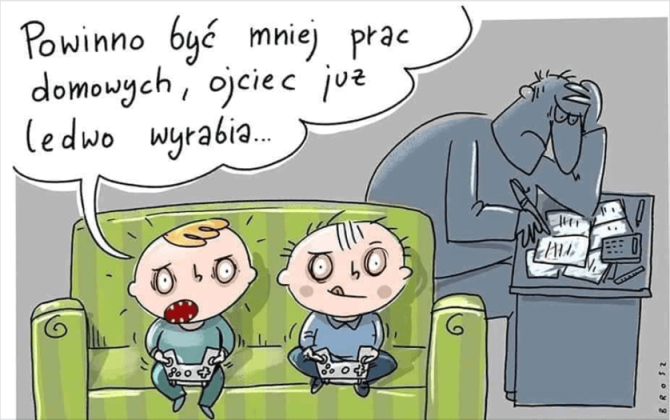 Powinno być mniej prac
domowych, ojciec już
ledwo wyrabia...